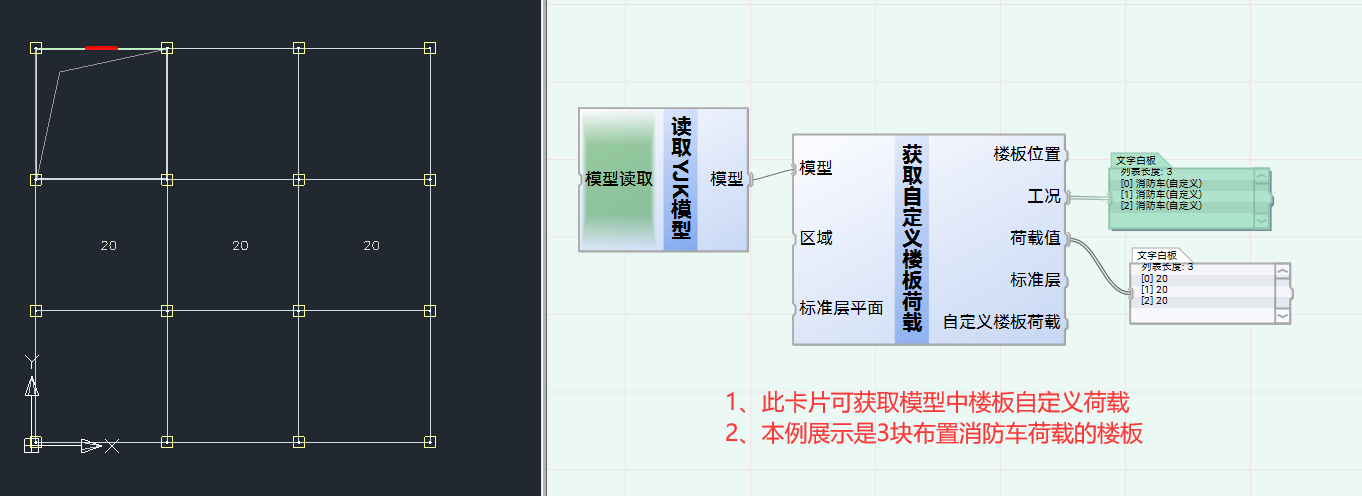 20
20
20
Y
X
读取YJK模型
模型读取
模型
获取自定义楼板荷载
模型
区域
标准层平面
楼板位置
工况
荷载值
标准层
自定义楼板荷载
文字白板
列表长度: 3
[0] 消防车(自定义)
[1] 消防车(自定义)
[2] 消防车(自定义)
文字白板
列表长度: 3
[0] 20
[1] 20
[2] 20
1、此卡片可获取模型中楼板自定义荷载
2、本例展示是3块布置消防车荷载的楼板